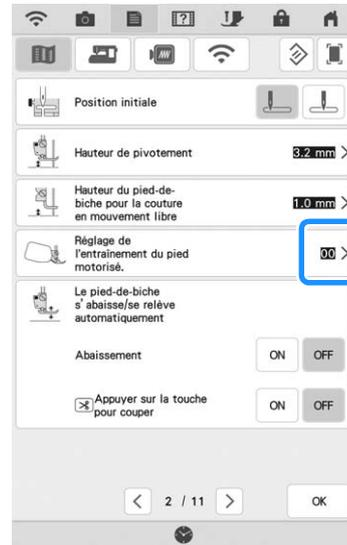 Position initiale
Hauteur de pivotement
3.2 mm
Hauteur du pied-de-
biche pour la couture
en mouvement libre
1.0 mm
Réglage de
l'entraînement du pied
motorisé.
00
Le pied-de-biche
s'abaisse/se relève
automatiquement
Abaissement
ON OFF
Appuyer sur la touche
pour couper
ON OFF
2 / 11
OK